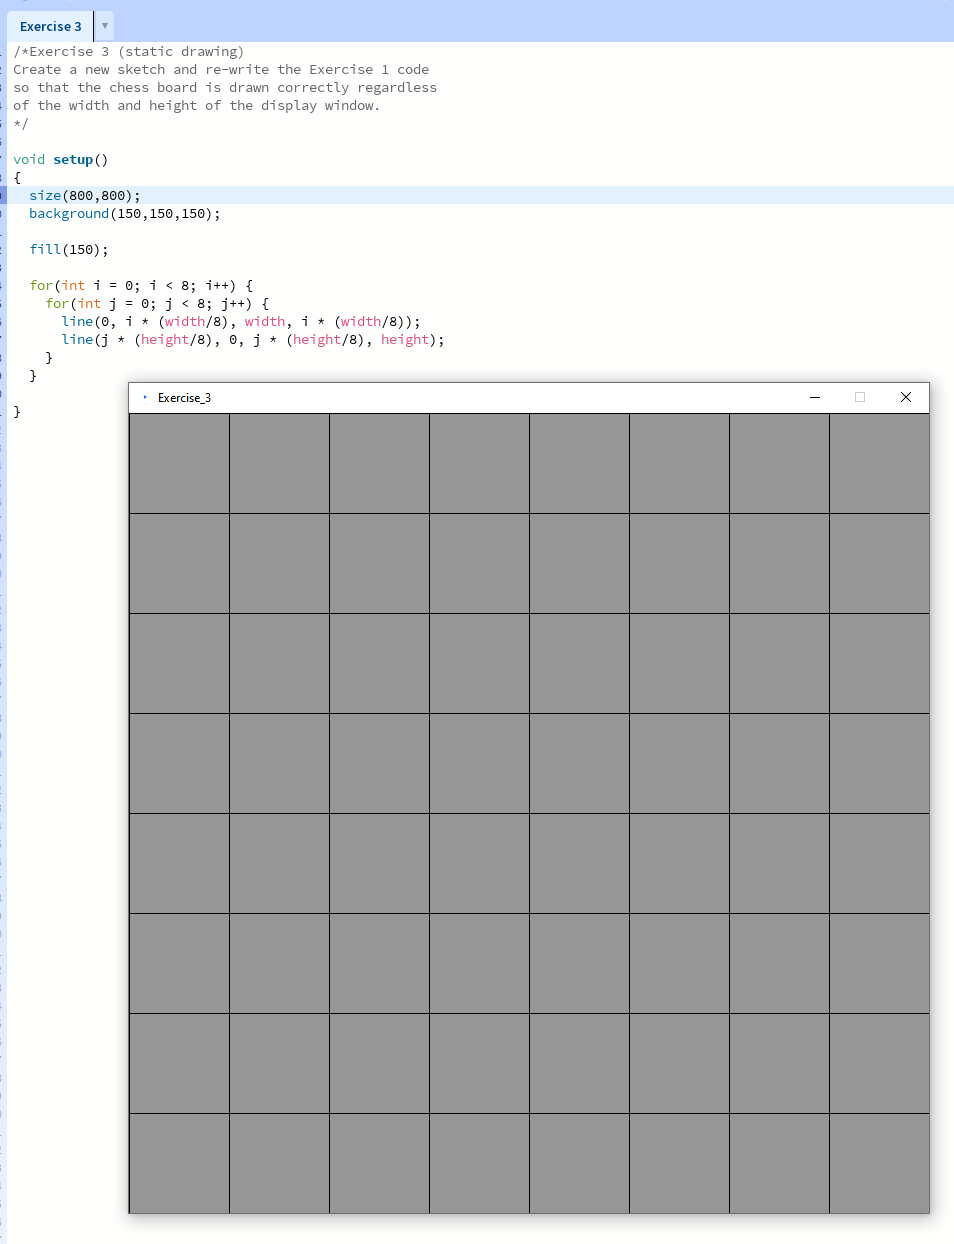 Exercise 3
/*Exercise 3 (static drawing)
Create a new sketch and re-write the Exercise 1 code
so that the chess board is drawn correctly regardless
of the width and height of the display window.
*/
void setup()
{
size(800,800);
background(150,150,150);
fill(150);
for(int i = 0; i < 8; i++) {
for(int j = 0; j < 8; j++) {
line(0, i * (width/8), width, i * (width/8));
line(j * (height/8), 0, j * (height/8), height);
}
}
}
Exercise_3